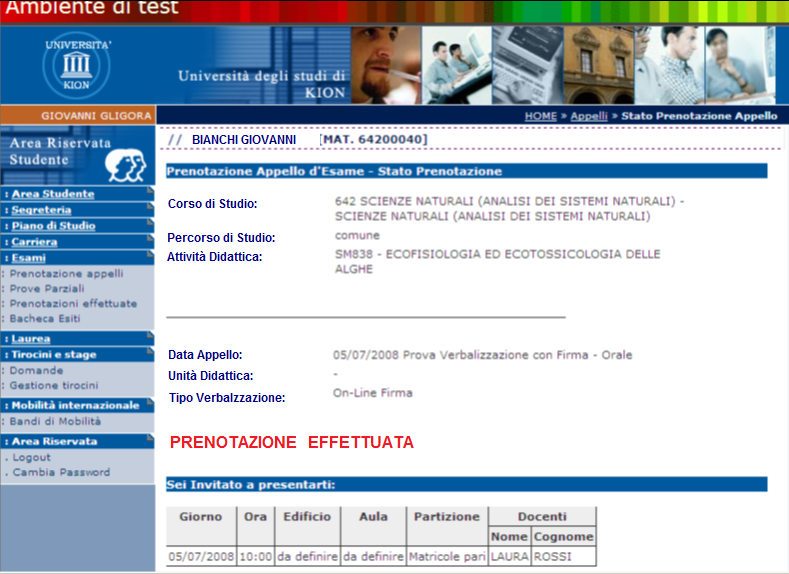 Ambiente di test
UNIVERSITA'
KION
Università degli studi di
KION
GIOVANNI GLIGORA
HOME » Appelli » Stato Prenotazione Appello
Area Riservata
Studente
// BIANCHI GIOVANNI [MAT. 64200040]
Prenotazione Appello d'Esame - Stato Prenotazione
: Area Studente
: Segreteria
: Piano di Studio
: Carriera
: Esami
: Prenotazione appelli
: Prove Parziali
: Prenotazioni effettuate
: Bacheca Esiti
: Laurea
: Tirocini e stage
: Domande
: Gestione tirocini
: Mobilità internazionale
: Bandi di Mobilità
: Area Riservata
. Logout
. Cambia Password
Corso di Studio: 642 SCIENZE NATURALI (ANALISI DEI SISTEMI NATURALI) -
SCIENZE NATURALI (ANALISI DEI SISTEMI NATURALI)
Percorso di Studio: comune
Attività Didattica: SM838 - ECOFISIOLOGIA ED ECOTOSSICOLOGIA DELLE
ALGHE
Data Appello: 05/07/2008 Prova Verbalizzazione con Firma - Orale
Unità Didattica: -
Tipo Verbalzzazione: On-Line Firma
PRENOTAZIONE EFFETTUATA
Sei Invitato a presentarti:
Giorno Ora Edificio Aula Partizione Docenti
Nome Cognome
05/07/2008 10:00 da definire da definire Matricole pari LAURA ROSSI